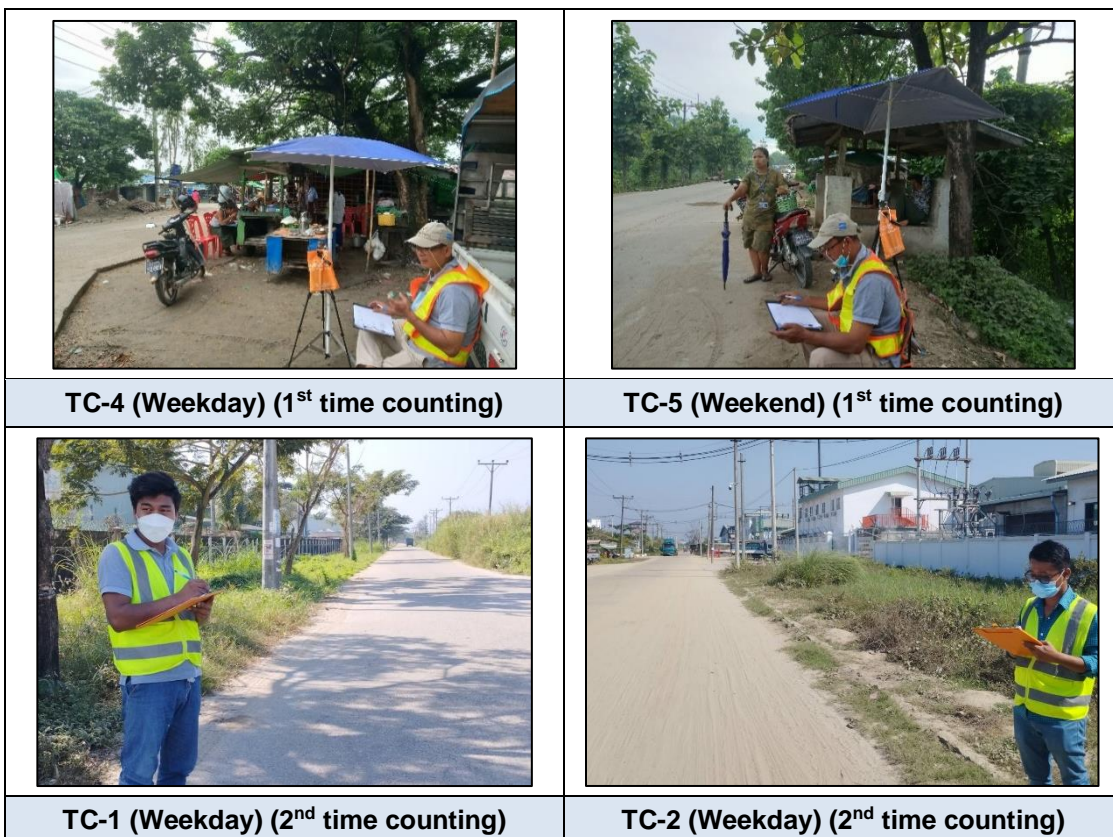 TC-4 (Weekday) (1st time counting)
TC-5 (Weekend) (1st time counting)
TC-1 (Weekday) (2nd time counting)
TC-2 (Weekday) (2nd time counting)